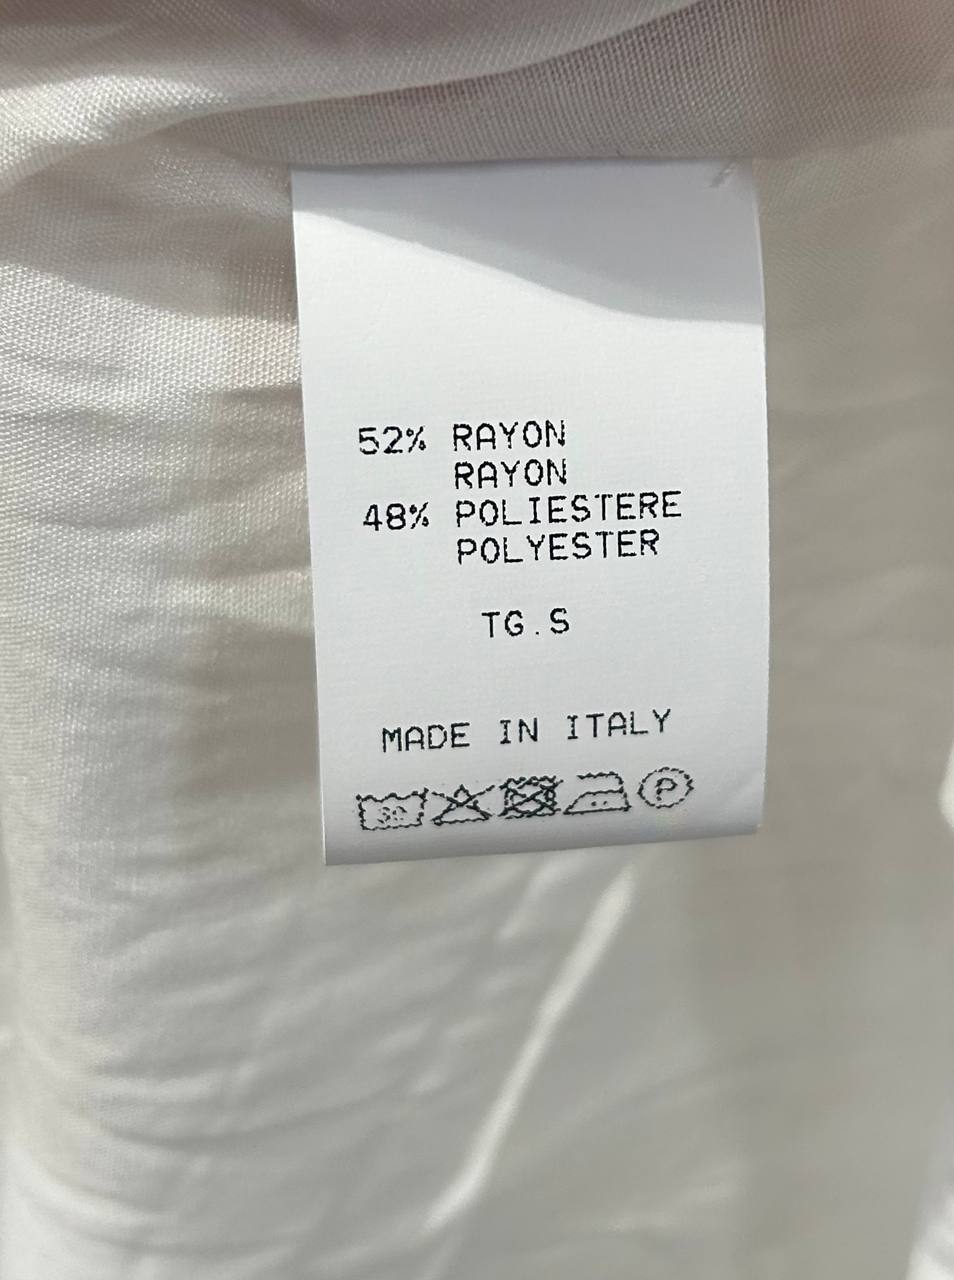 52% RAYON
RAYON
48% POLIESTERE
POLYESTER
TG.S
MADE IN ITALY
30 P